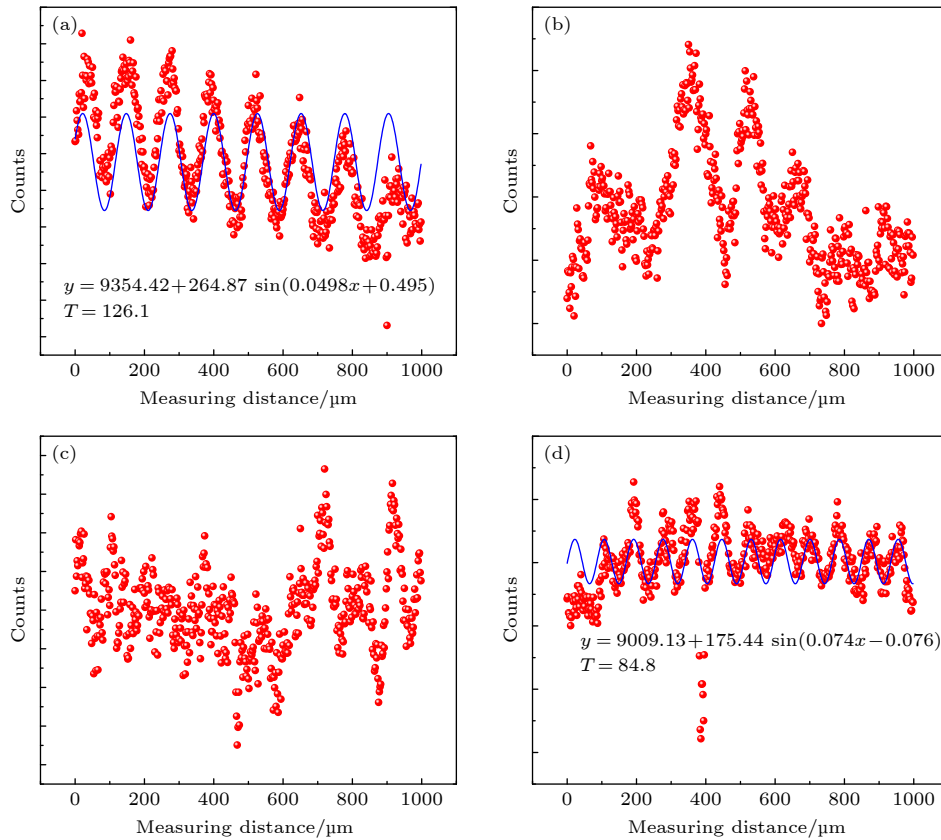 (a)
Counts
y = 9354.42+264.87 sin(0.0498x+0.495)
T = 126.1
0 200 400 600 800 1000
Measuring distance/µm
(b)
Counts
0 200 400 600 800 1000
Measuring distance/µm
(c)
Counts
0 200 400 600 800 1000
Measuring distance/µm
(d)
Counts
y = 9009.13+175.44 sin(0.074x−0.076)
T = 84.8
0 200 400 600 800 1000
Measuring distance/µm